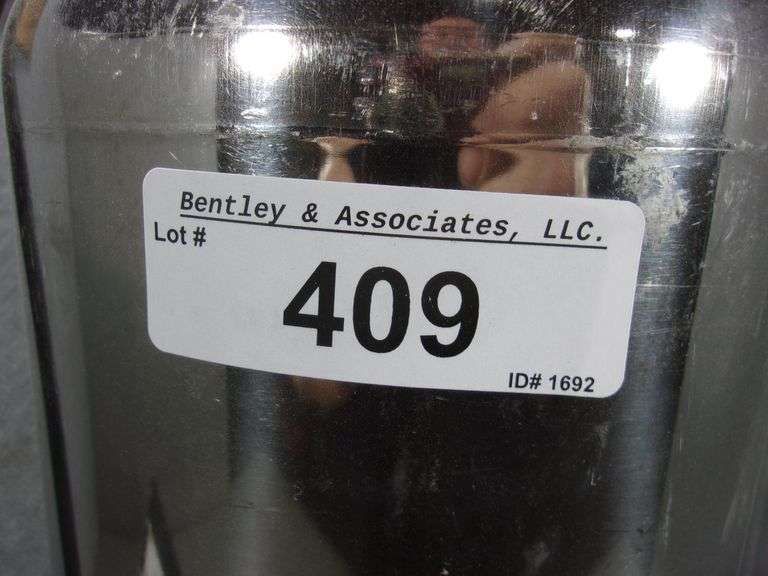 Bentley & Associates, LLC.
Lot #
409
ID# 1692